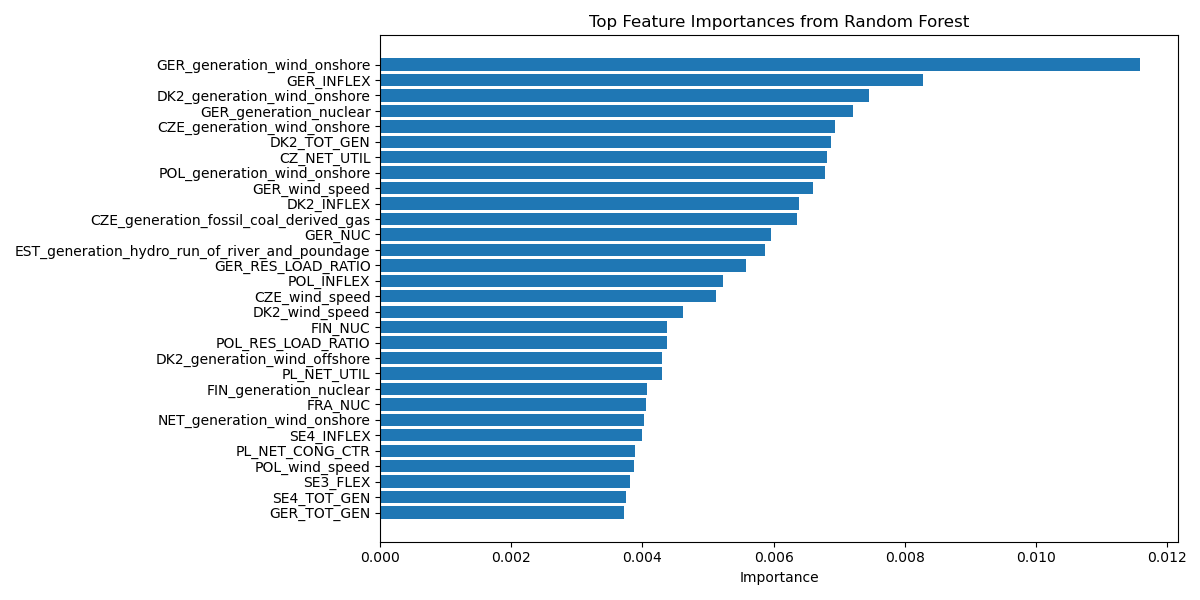 Top Feature Importances from Random Forest
GER_generation_wind_onshore
GER_INFLEX
DK2_generation_wind_onshore
GER_generation_nuclear
CZE_generation_wind_onshore
DK2_TOT_GEN
CZ_NET_UTIL
POL_generation_wind_onshore
GER_wind_speed
DK2_INFLEX
CZE_generation_fossil_coal_derived_gas
GER_NUC
EST_generation_hydro_run_of_river_and_poundage
GER_RES_LOAD_RATIO
POL_INFLEX
CZE_wind_speed
DK2_wind_speed
FIN_NUC
POL_RES_LOAD_RATIO
DK2_generation_wind_offshore
PL_NET_UTIL
FIN_generation_nuclear
FRA_NUC
NET_generation_wind_onshore
SE4_INFLEX
PL_NET_CONG_CTR
POL_wind_speed
SE3_FLEX
SE4_TOT_GEN
GER_TOT_GEN
0.000 0.002 0.004 0.006 0.008 0.010 0.012
Importance